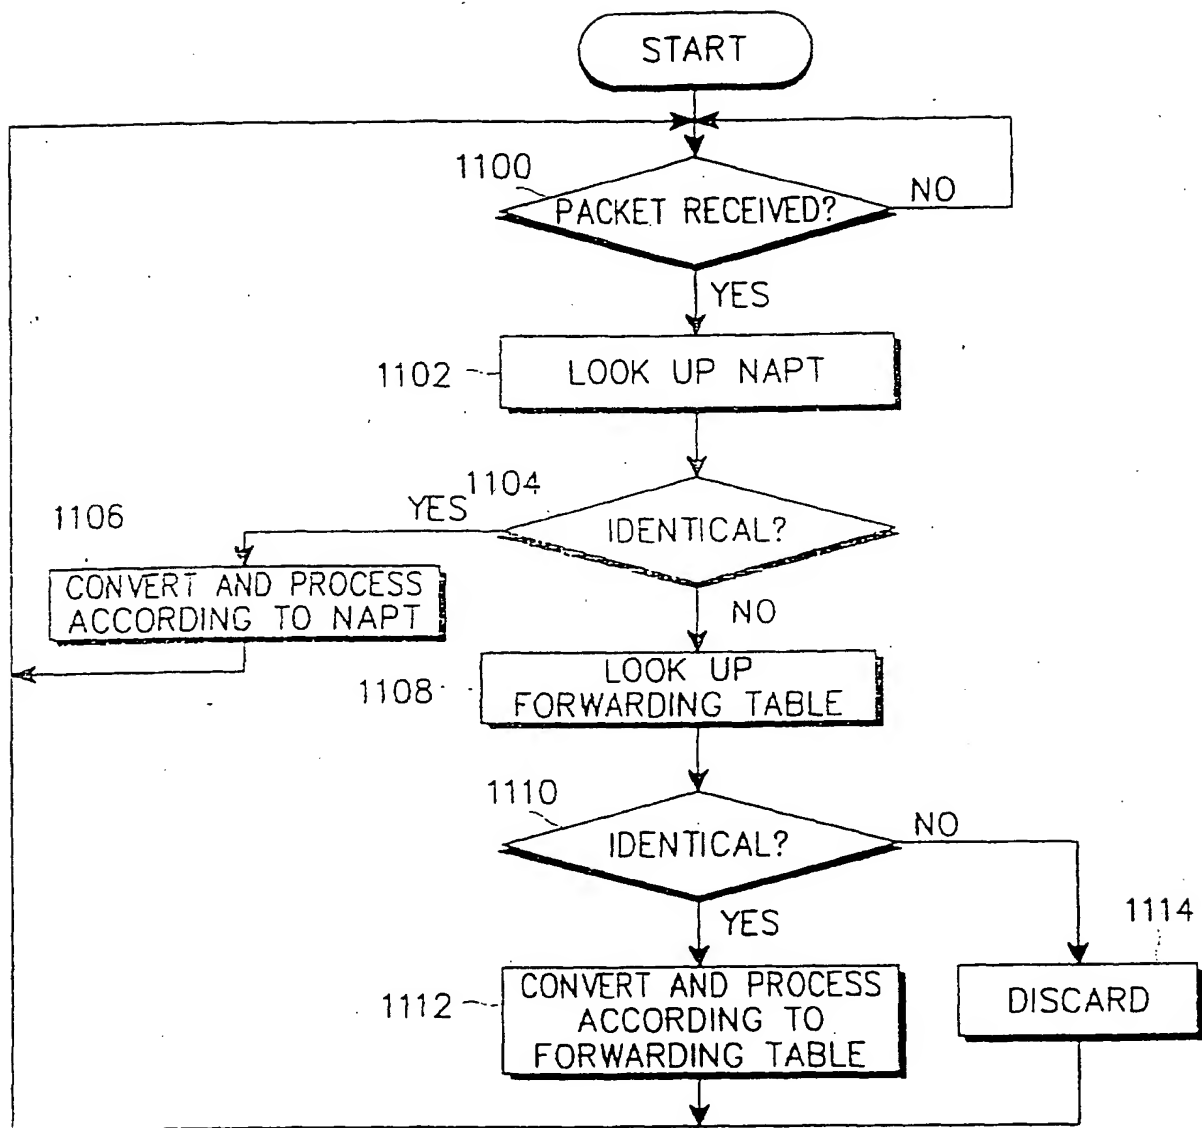 START
1100
PACKET RECEIVED?
NO
YES
1102
LOOK UP NAPT
1104
YES
IDENTICAL?
1106
CONVERT AND PROCESS
ACCORDING TO NAPT
NO
1108
LOOK UP
FORWARDING TABLE
1110
IDENTICAL?
NO
YES
1114
1112
CONVERT AND PROCESS
ACCORDING TO
FORWARDING TABLE
DISCARD